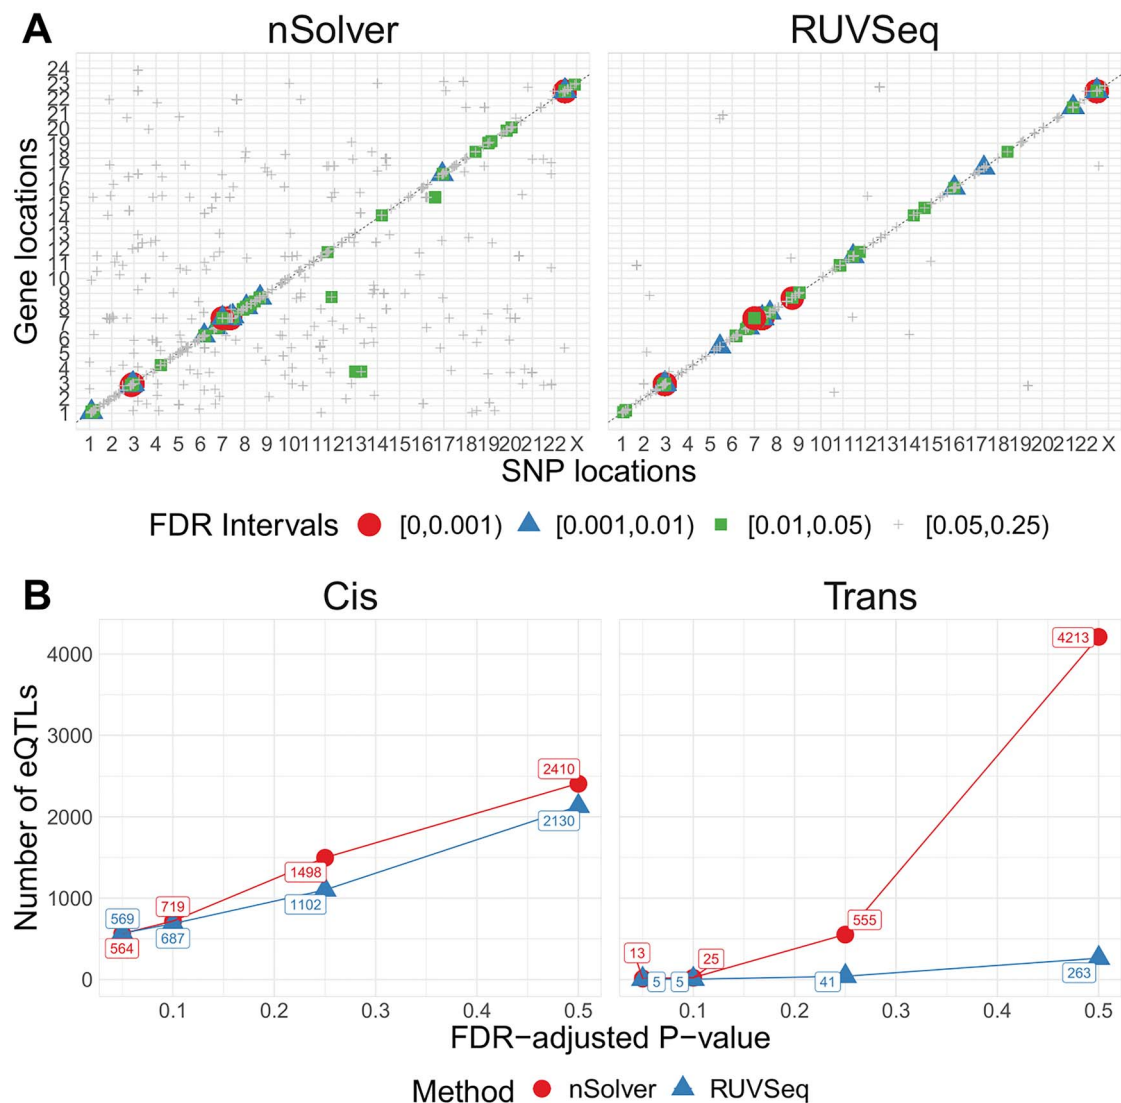 A
nSolver
RUVSeq
Gene locations
24
23
22
21
20
19
18
17
16
15
14
13
12
11
10
9
8
7
6
5
4
3
2
1
1 2 3 4 5 6 7 8 9 10 11 12 13 14 15 16 17 18 19 20 21 22 X
1 2 3 4 5 6 7 8 9 10 11 12 13 14 15 16 17 18 19 20 21 22 X
SNP locations
FDR Intervals [0,0.001) [0.001,0.01) [0.01,0.05) [0.05,0.25)
B
Cis
Trans
Number of eQTLs
4000
3000
2000
1000
0
569
564
719
687
1498
1102
2410
2130
13
5
5
25
555
41
4213
263
0.1 0.2 0.3 0.4 0.5
0.1 0.2 0.3 0.4 0.5
FDR−adjusted P−value
Method nSolver RUVSeq